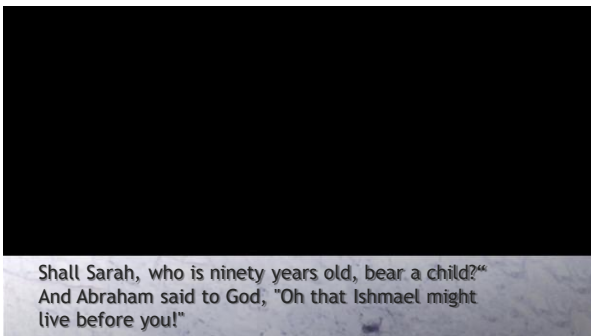 Shall Sarah, who is ninety years old, bear a child?“
And Abraham said to God, "Oh that Ishmael might
live before you!"